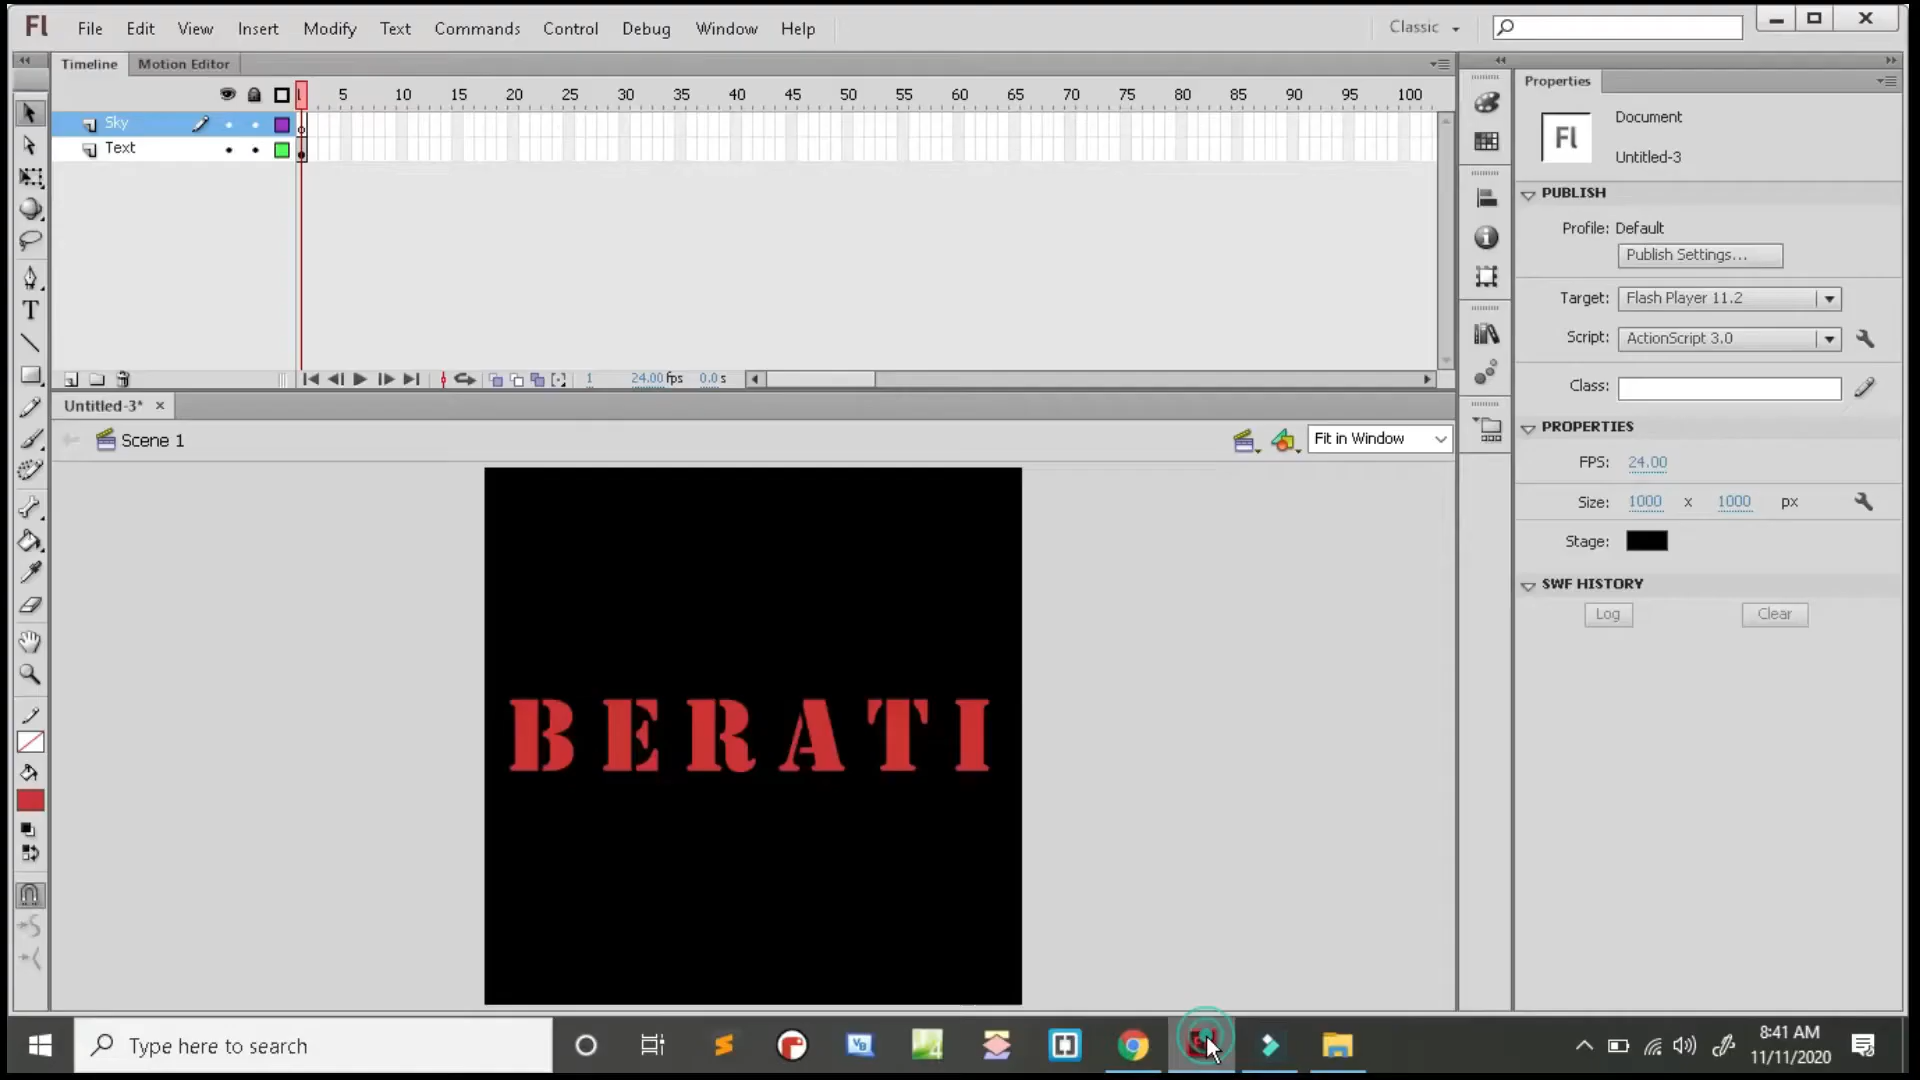 Fl File Edit View Insert Modify Text Commands Control Debug Window Help Classic
Timeline Motion Editor
1 5 10 15 20 25 30 35 40 45 50 55 60 65 70 75 80 85 90 95 100
Sky
Text
1 24.00 fps 0.0 s
Untitled-3*
Scene 1
Fit in Window
BERATI
Properties
Fl
Document
Untitled-3
PUBLISH
Profile: Default
Publish Settings...
Target: Flash Player 11.2
Script: ActionScript 3.0
Class:
PROPERTIES
FPS: 24.00
Size: 1000 x 1000 px
Stage:
SWF HISTORY
Log Clear
Type here to search
8:41 AM
11/11/2020